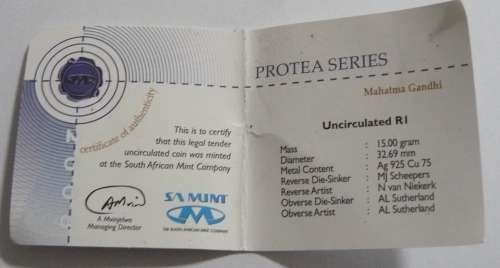 certificate of authenticity
This is to certify
that this legal tender
uncirculated coin was minted
at the South African Mint Company
A Mvinjelwa
Managing Director
SA MINT
THE SOUTH AFRICAN MINT COMPANY
PROTEA SERIES
Mahatma Gandhi
Uncirculated R1
Mass : 15.00 gram
Diameter : 32.69 mm
Metal Content : Ag 925 Cu 75
Reverse Die-Sinker : MJ Scheepers
Reverse Artist : N van Niekerk
Obverse Die-Sinker : AL Sutherland
Obverse Artist : AL Sutherland